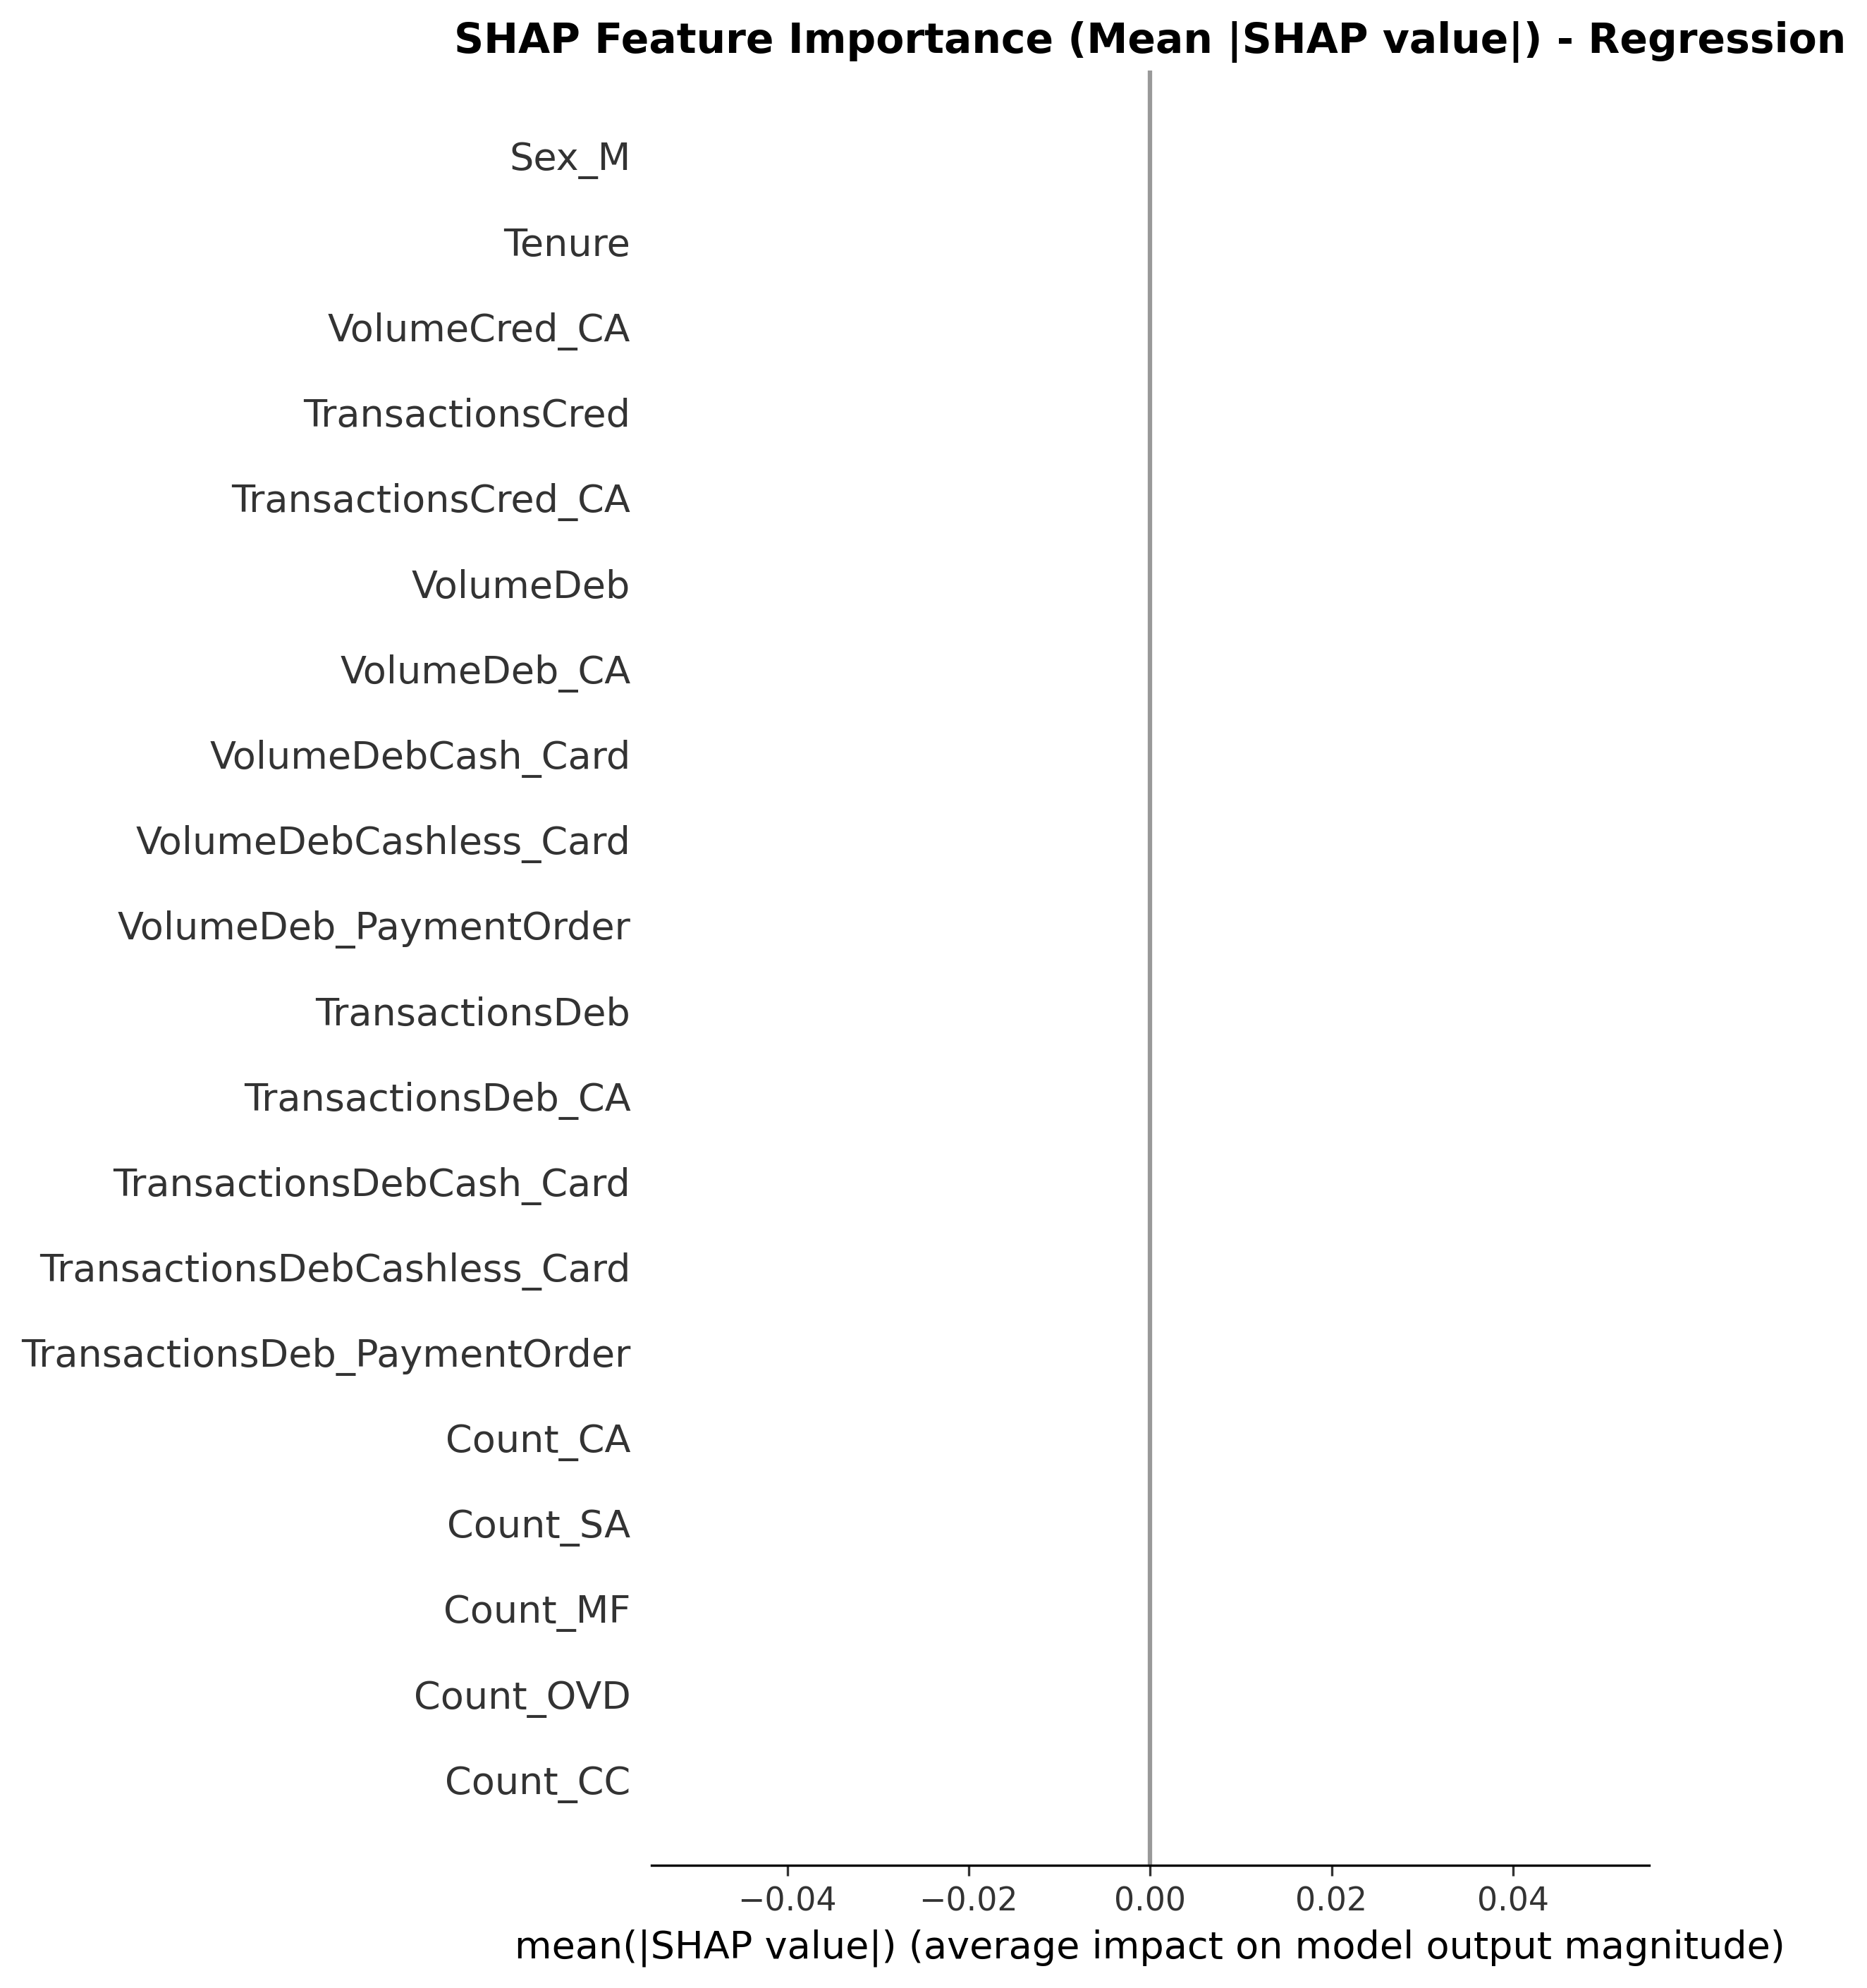 SHAP Feature Importance (Mean |SHAP value|) - Regression
Sex_M
Tenure
VolumeCred_CA
TransactionsCred
TransactionsCred_CA
VolumeDeb
VolumeDeb_CA
VolumeDebCash_Card
VolumeDebCashless_Card
VolumeDeb_PaymentOrder
TransactionsDeb
TransactionsDeb_CA
TransactionsDebCash_Card
TransactionsDebCashless_Card
TransactionsDeb_PaymentOrder
Count_CA
Count_SA
Count_MF
Count_OVD
Count_CC
−0.04 −0.02 0.00 0.02 0.04
mean(|SHAP value|) (average impact on model output magnitude)